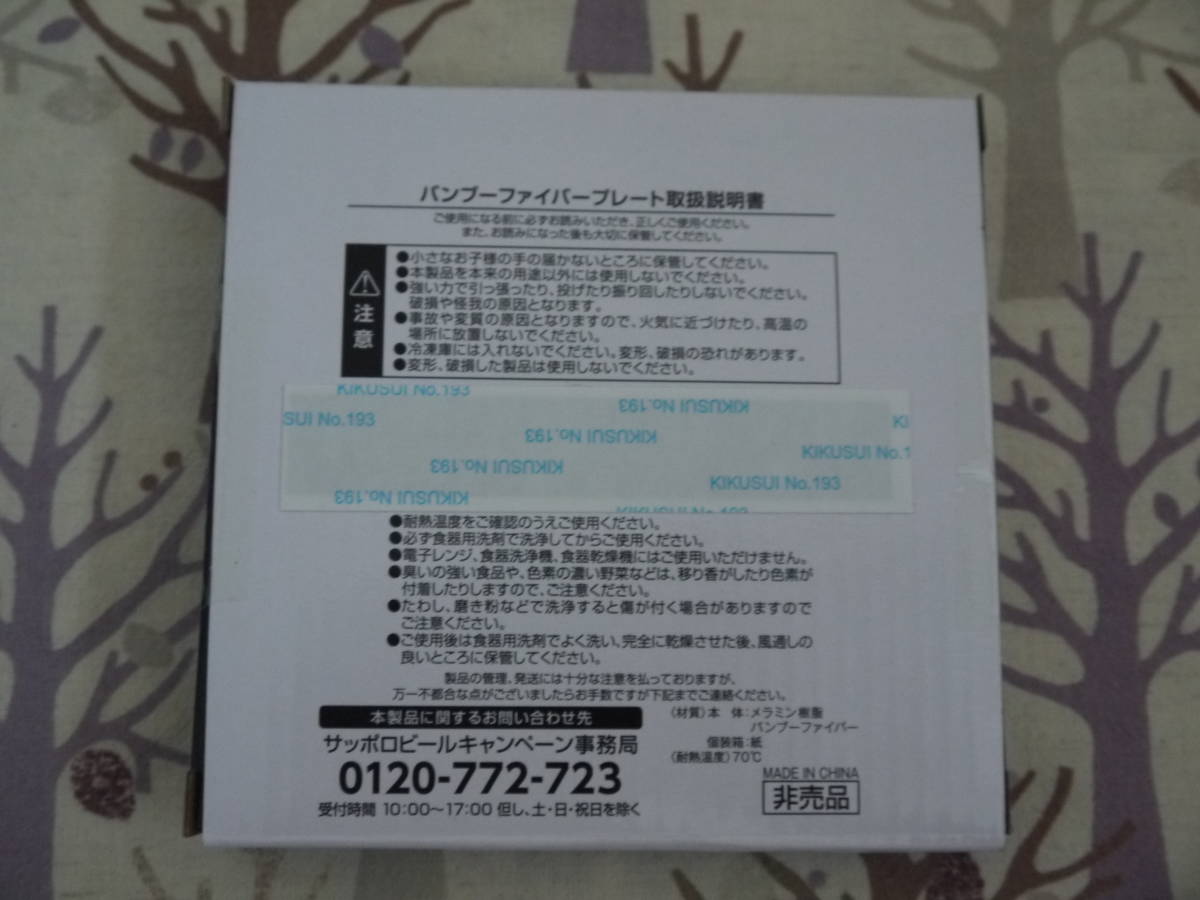 バンブーファイバープレート取扱説明書
ご使用になる前に必ずお読みいただき、正しくご使用ください。
また、お読みになった後も大切に保管してください。
注意
●小さなお子様の手の届かないところに保管してください。
●本製品を本来の用途以外には使用しないでください。
●強い力で引っ張ったり、投げたり振り回したりしないでください。
破損や怪我の原因となります。
●事故や変質の原因となりますので、火気に近づけたり、高温の
場所に放置しないでください。
●冷凍庫には入れないでください。変形、破損の恐れがあります。
●変形、破損した製品は使用しないでください。
KIKUSUI No.193
KIKUSUI No.193
SUI No.193
KI
KIKUSUI No.193
KIKUSUI No.1
KIKUSUI No.193
KIKUSUI No.193
KIKUSUI No.193
KIKUSUI No.193
●耐熱温度をご確認のうえご使用ください。
●必ず食器用洗剤で洗浄してからご使用ください。
●電子レンジ、食器洗浄機、食器乾燥機にはご使用いただけません。
●臭いの強い食品や、色素の濃い野菜などは、移り香がしたり色素が
付着したりしますので、ご注意ください。
●たわし、磨き粉などで洗浄すると傷が付く場合がありますので
ご注意ください。
●ご使用後は食器用洗剤でよく洗い、完全に乾燥させた後、風通しの
良いところに保管してください。
製品の管理、発送には十分な注意を払っておりますが、
万一不都合な点がございましたらお手数ですが下記までご連絡ください。
本製品に関するお問い合わせ先
サッポロビールキャンペーン事務局
0120-772-723
受付時間 10:00～17:00 但し、土・日・祝日を除く
〈材質〉本 体：メラミン樹脂
バンブーファイバー
個装箱：紙
〈耐熱温度〉70℃
MADE IN CHINA
非売品